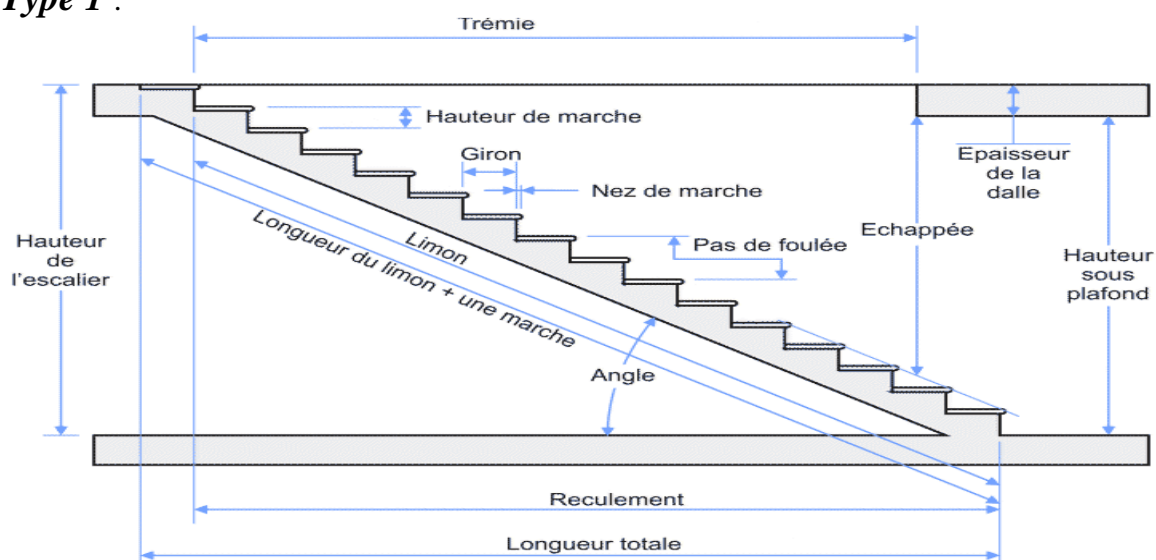 Type 1 :
Trémie
Hauteur de marche
Giron
Nez de marche
Epaisseur
de la
dalle
Pas de foulée
Echappée
Hauteur
de
l'escalier
Limon
Longueur du limon + une marche
Hauteur
sous
plafond
Angle
Reculement
Longueur totale